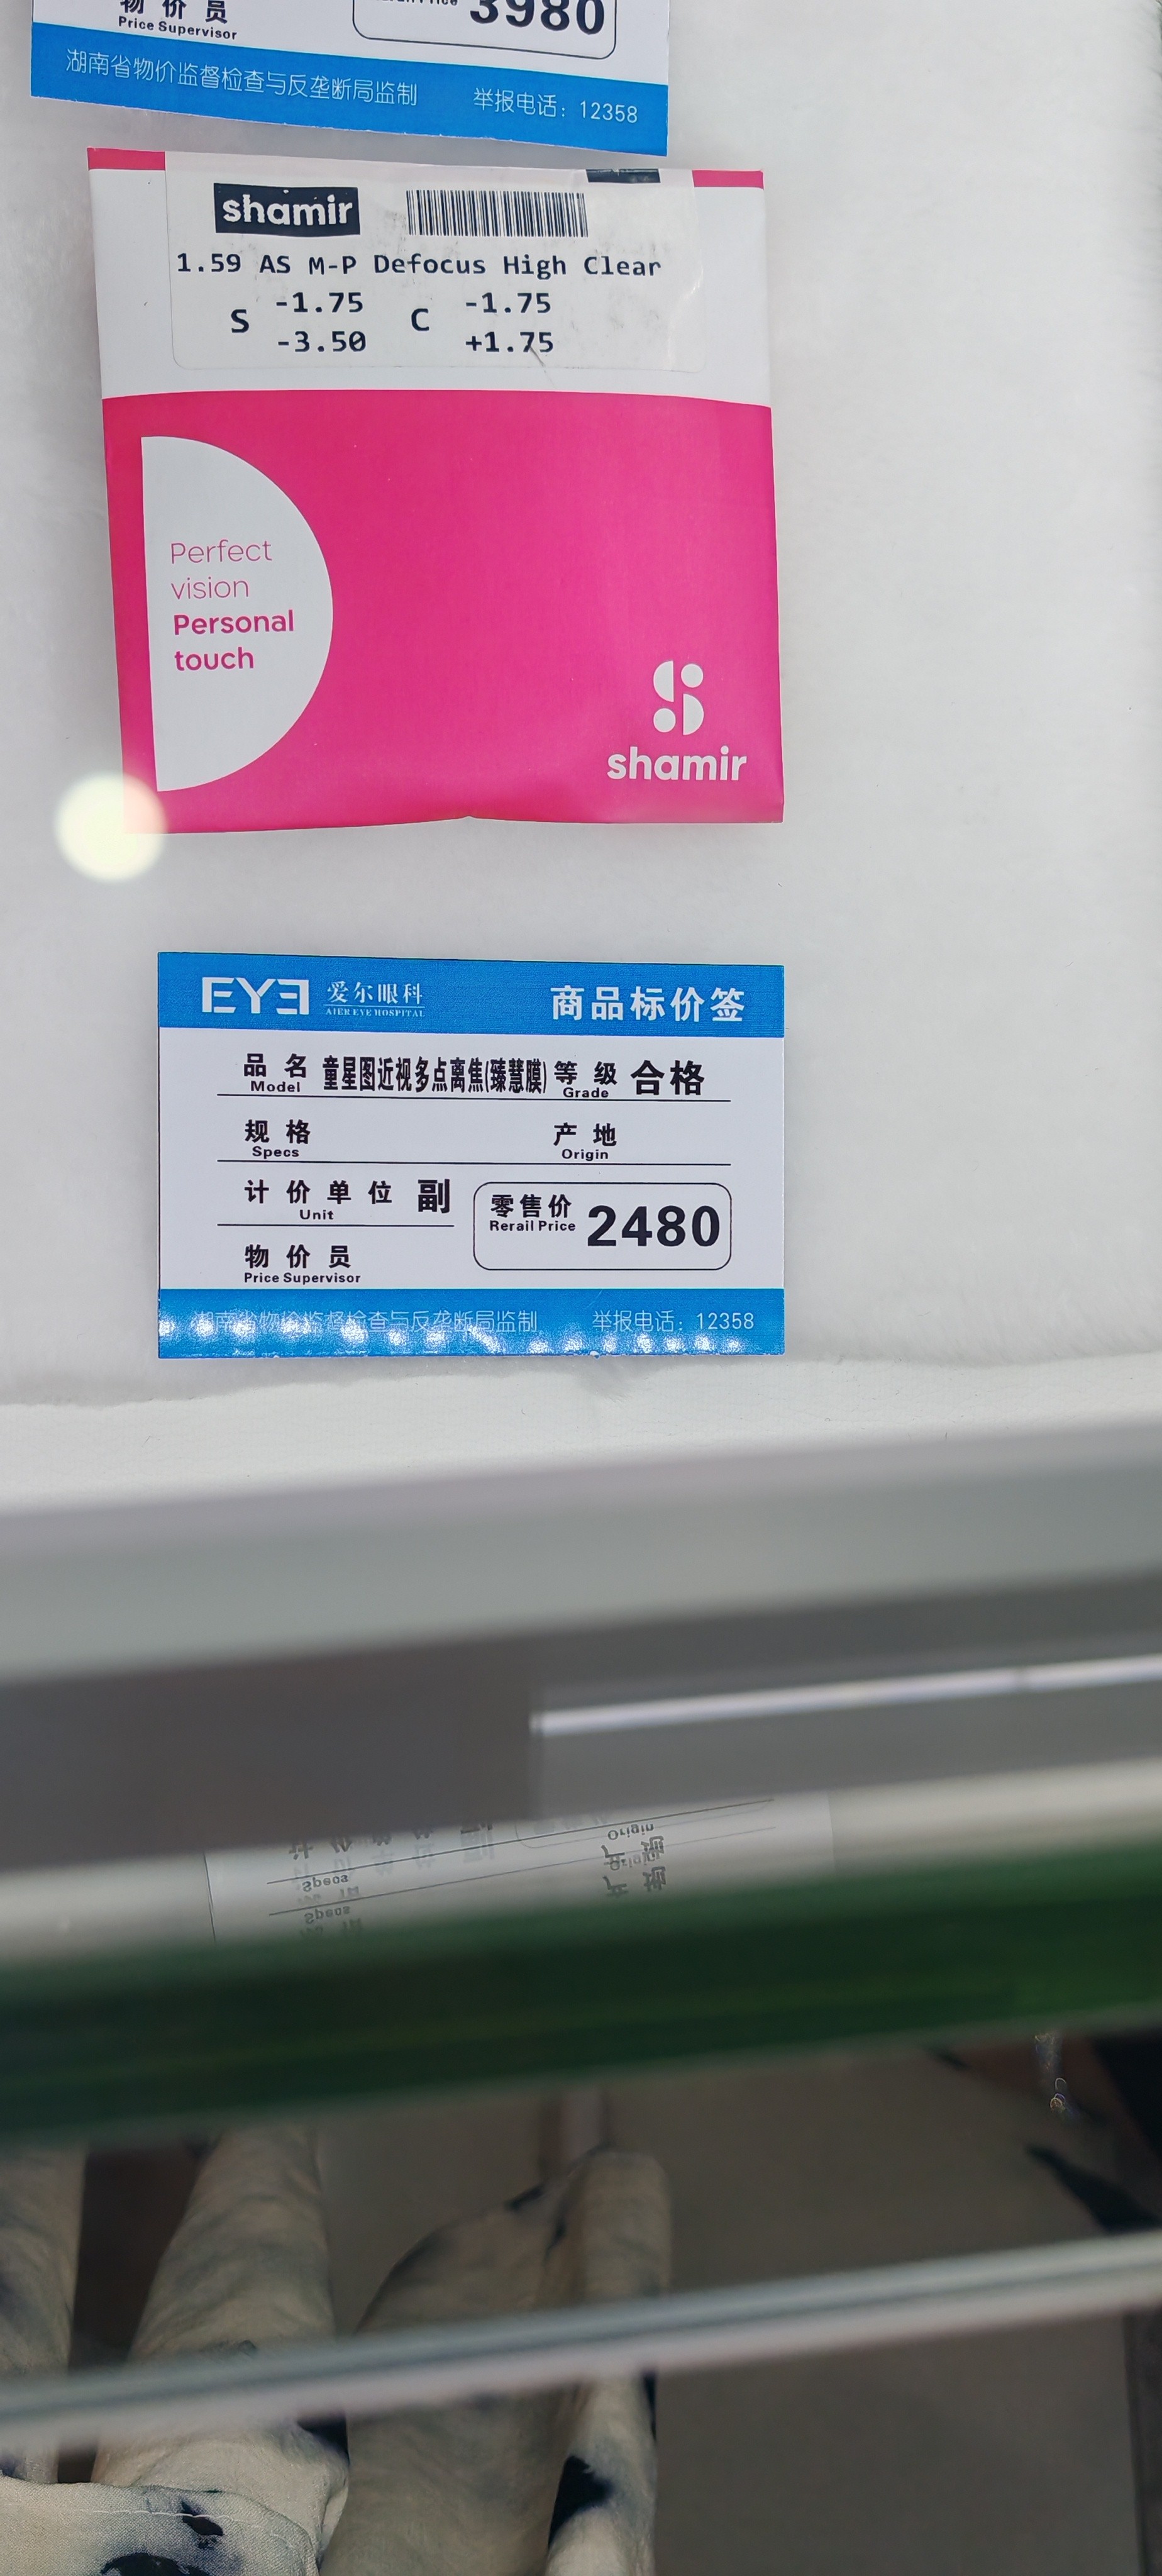 物 价 员
Price Supervisor
3980
湖南省物价监督检查与反垄断局监制 举报电话：12358
shamir
1.59 AS M-P Defocus High Clear
S -1.75 C -1.75
-3.50 +1.75
Perfect
vision
Personal
touch
shamir
EYE 爱尔眼科 商品标价签
AIER EYE HOSPITAL
品 名 童星图近视多点离焦(臻慧膜) 等 级 合格
Model Grade
规 格 产 地
Specs Origin
计 价 单 位 副 零售价 2480
Unit Rerail Price
物 价 员
Price Supervisor
湖南省物价监督检查与反垄断局监制 举报电话：12358
Origin
Specs
产 地
Specs